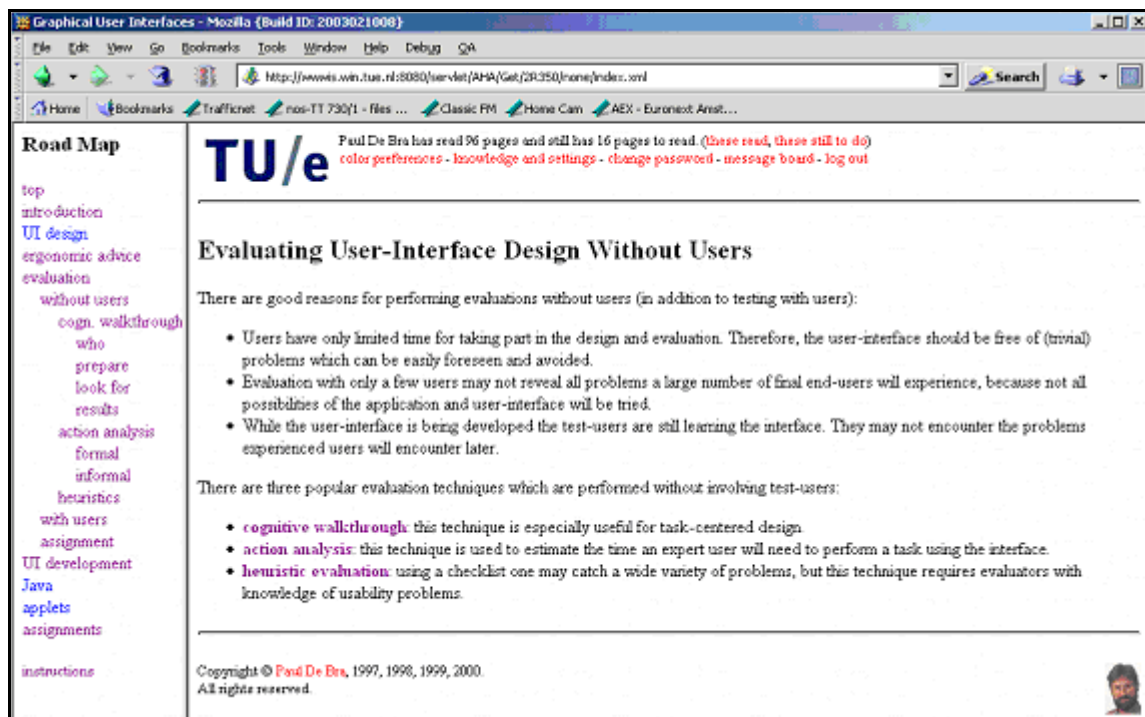 Graphical User Interfaces - Mozilla {Build ID: 2003021008}
File Edit View Go Bookmarks Tools Window Help Debug QA
http://wwwis.win.tue.nl:8080/servlet/AHA/Get/2R350/none/index.xml Search
Home Bookmarks Trafficnet nos-TT 730/1 - files ... Classic FM Home Cam AEX - Euronext Amst...
Road Map
top
introduction
UI design
ergonomic advice
evaluation
without users
cogn. walkthrough
who
prepare
look for
results
action analysis
formal
informal
heuristics
with users
assignment
UI development
Java
applets
assignments
instructions
TU/e
Paul De Bra has read 96 pages and still has 16 pages to read. (these read, these still to do)
color preferences - knowledge and settings - change password - message board - log out
Evaluating User-Interface Design Without Users
There are good reasons for performing evaluations without users (in addition to testing with users):
• Users have only limited time for taking part in the design and evaluation. Therefore, the user-interface should be free of (trivial)
problems which can be easily foreseen and avoided.
• Evaluation with only a few users may not reveal all problems a large number of final end-users will experience, because not all
possibilities of the application and user-interface will be tried.
• While the user-interface is being developed the test-users are still learning the interface. They may not encounter the problems
experienced users will encounter later.
There are three popular evaluation techniques which are performed without involving test-users:
• cognitive walkthrough: this technique is especially useful for task-centered design.
• action analysis: this technique is used to estimate the time an expert user will need to perform a task using the interface.
• heuristic evaluation: using a checklist one may catch a wide variety of problems, but this technique requires evaluators with
knowledge of usability problems.
Copyright © Paul De Bra, 1997, 1998, 1999, 2000.
All rights reserved.